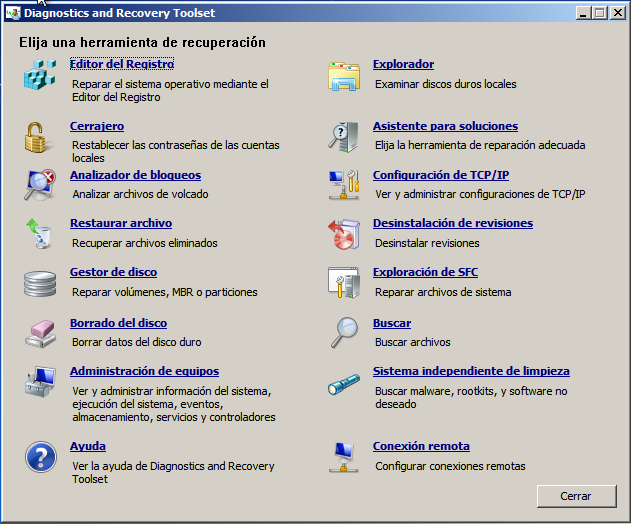 Diagnostics and Recovery Toolset
Elija una herramienta de recuperación
Editor del Registro
Reparar el sistema operativo mediante el
Editor del Registro
Explorador
Examinar discos duros locales
Cerrajero
Restablecer las contraseñas de las cuentas
locales
Asistente para soluciones
Elija la herramienta de reparación adecuada
Analizador de bloqueos
Analizar archivos de volcado
Configuración de TCP/IP
Ver y administrar configuraciones de TCP/IP
Restaurar archivo
Recuperar archivos eliminados
Desinstalación de revisiones
Desinstalar revisiones
Gestor de disco
Reparar volúmenes, MBR o particiones
Exploración de SFC
Reparar archivos de sistema
Borrado del disco
Borrar datos del disco duro
Buscar
Buscar archivos
Administración de equipos
Ver y administrar información del sistema,
ejecución del sistema, eventos,
almacenamiento, servicios y controladores
Sistema independiente de limpieza
Buscar malware, rootkits, y software no
deseado
Ayuda
Ver la ayuda de Diagnostics and Recovery
Toolset
Conexión remota
Configurar conexiones remotas
Cerrar